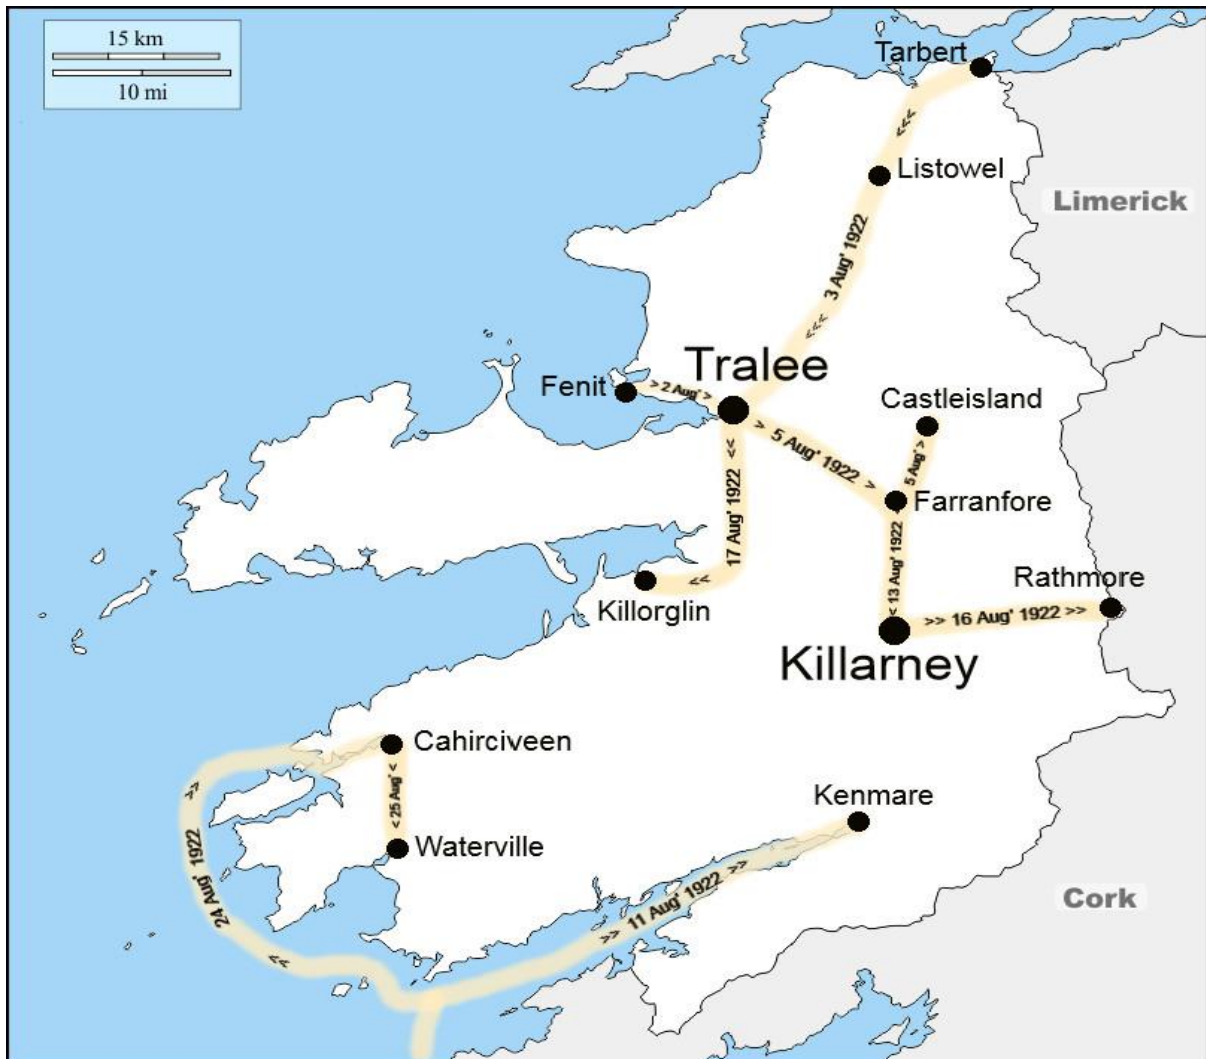 15 km
10 mi
Tarbert
<<<
Listowel
Limerick
3 Aug' 1922
<<<
Tralee
Fenit
> 2 Aug' >
Castleisland
> 5 Aug' 1922 >
5 Aug' >
17 Aug' 1922 <<
Farranfore
< 13 Aug' 1922
<<
Killorglin
Rathmore
>> 16 Aug' 1922 >>
Killarney
Cahirciveen
< 25 Aug' <
>>
Kenmare
Waterville
24 Aug' 1922
>> 11 Aug' 1922 >>
Cork
>>